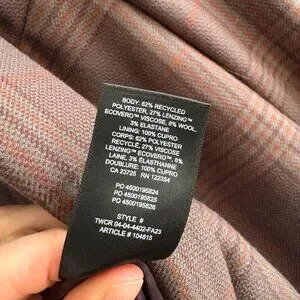 BODY: 62% RECYCLED
POLYESTER, 27% LENZING™
ECOVERO™ VISCOSE, 8% WOOL,
3% ELASTANE
LINING: 100% CUPRO
CORPS: 62% POLYESTER
RECYCLÉ, 27% VISCOSE
LENZING™ ECOVERO™, 8%
LAINE, 3% ÉLASTHANNE
DOUBLURE: 100% CUPRO
CA 23725 RN 122354
PO 4500195824
PO 4500195825
PO 4500195826
STYLE #
TWCR 04-04-4402-FA23
ARTICLE # 104615